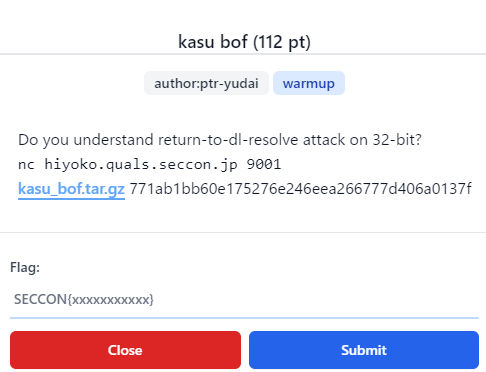 kasu bof (112 pt)
author:ptr-yudai warmup
Do you understand return-to-dl-resolve attack on 32-bit?
nc hiyoko.quals.seccon.jp 9001
kasu_bof.tar.gz 771ab1bb60e175276e246eea266777d406a0137f
Flag:
SECCON{xxxxxxxxxxx}
Close Submit